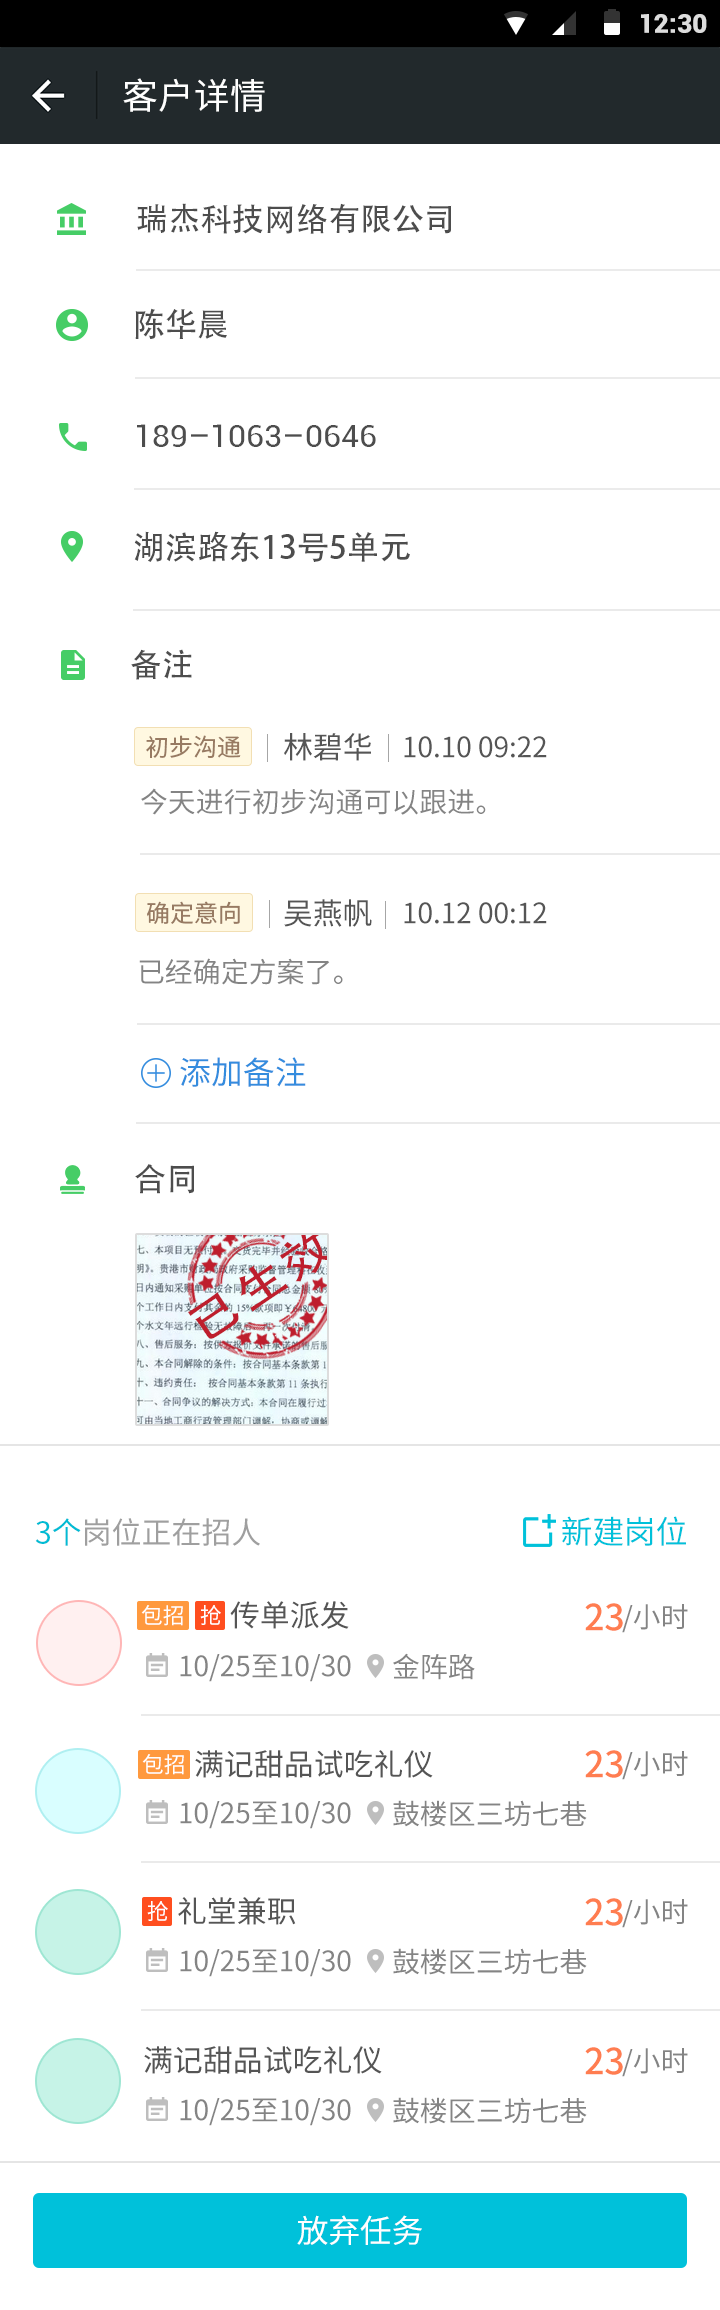 12:30
客户详情
瑞杰科技网络有限公司
陈华晨
189-1063-0646
湖滨路东13号5单元
备注
初步沟通 | 林碧华 | 10.10 09:22
今天进行初步沟通可以跟进。
确定意向 | 吴燕帆 | 10.12 00:12
已经确定方案了。
添加备注
合同
已生效
七、本项目无
明》。贵港市
日内通知采
个工作日内支付
个水文年运行
八、售后服务：按
九、本合同解除的条件：按合同基本条款第 1
十、违约责任： 按合同基本条款第 11 条执行
十一、合同争议的解决方式：本合同在履行过
可由当地工商行政管理部门调解；协商或调解
3个岗位正在招人 新建岗位
包招 抢 传单派发 23/小时
10/25至10/30 金阵路
包招 满记甜品试吃礼仪 23/小时
10/25至10/30 鼓楼区三坊七巷
抢 礼堂兼职 23/小时
10/25至10/30 鼓楼区三坊七巷
满记甜品试吃礼仪 23/小时
10/25至10/30 鼓楼区三坊七巷
放弃任务